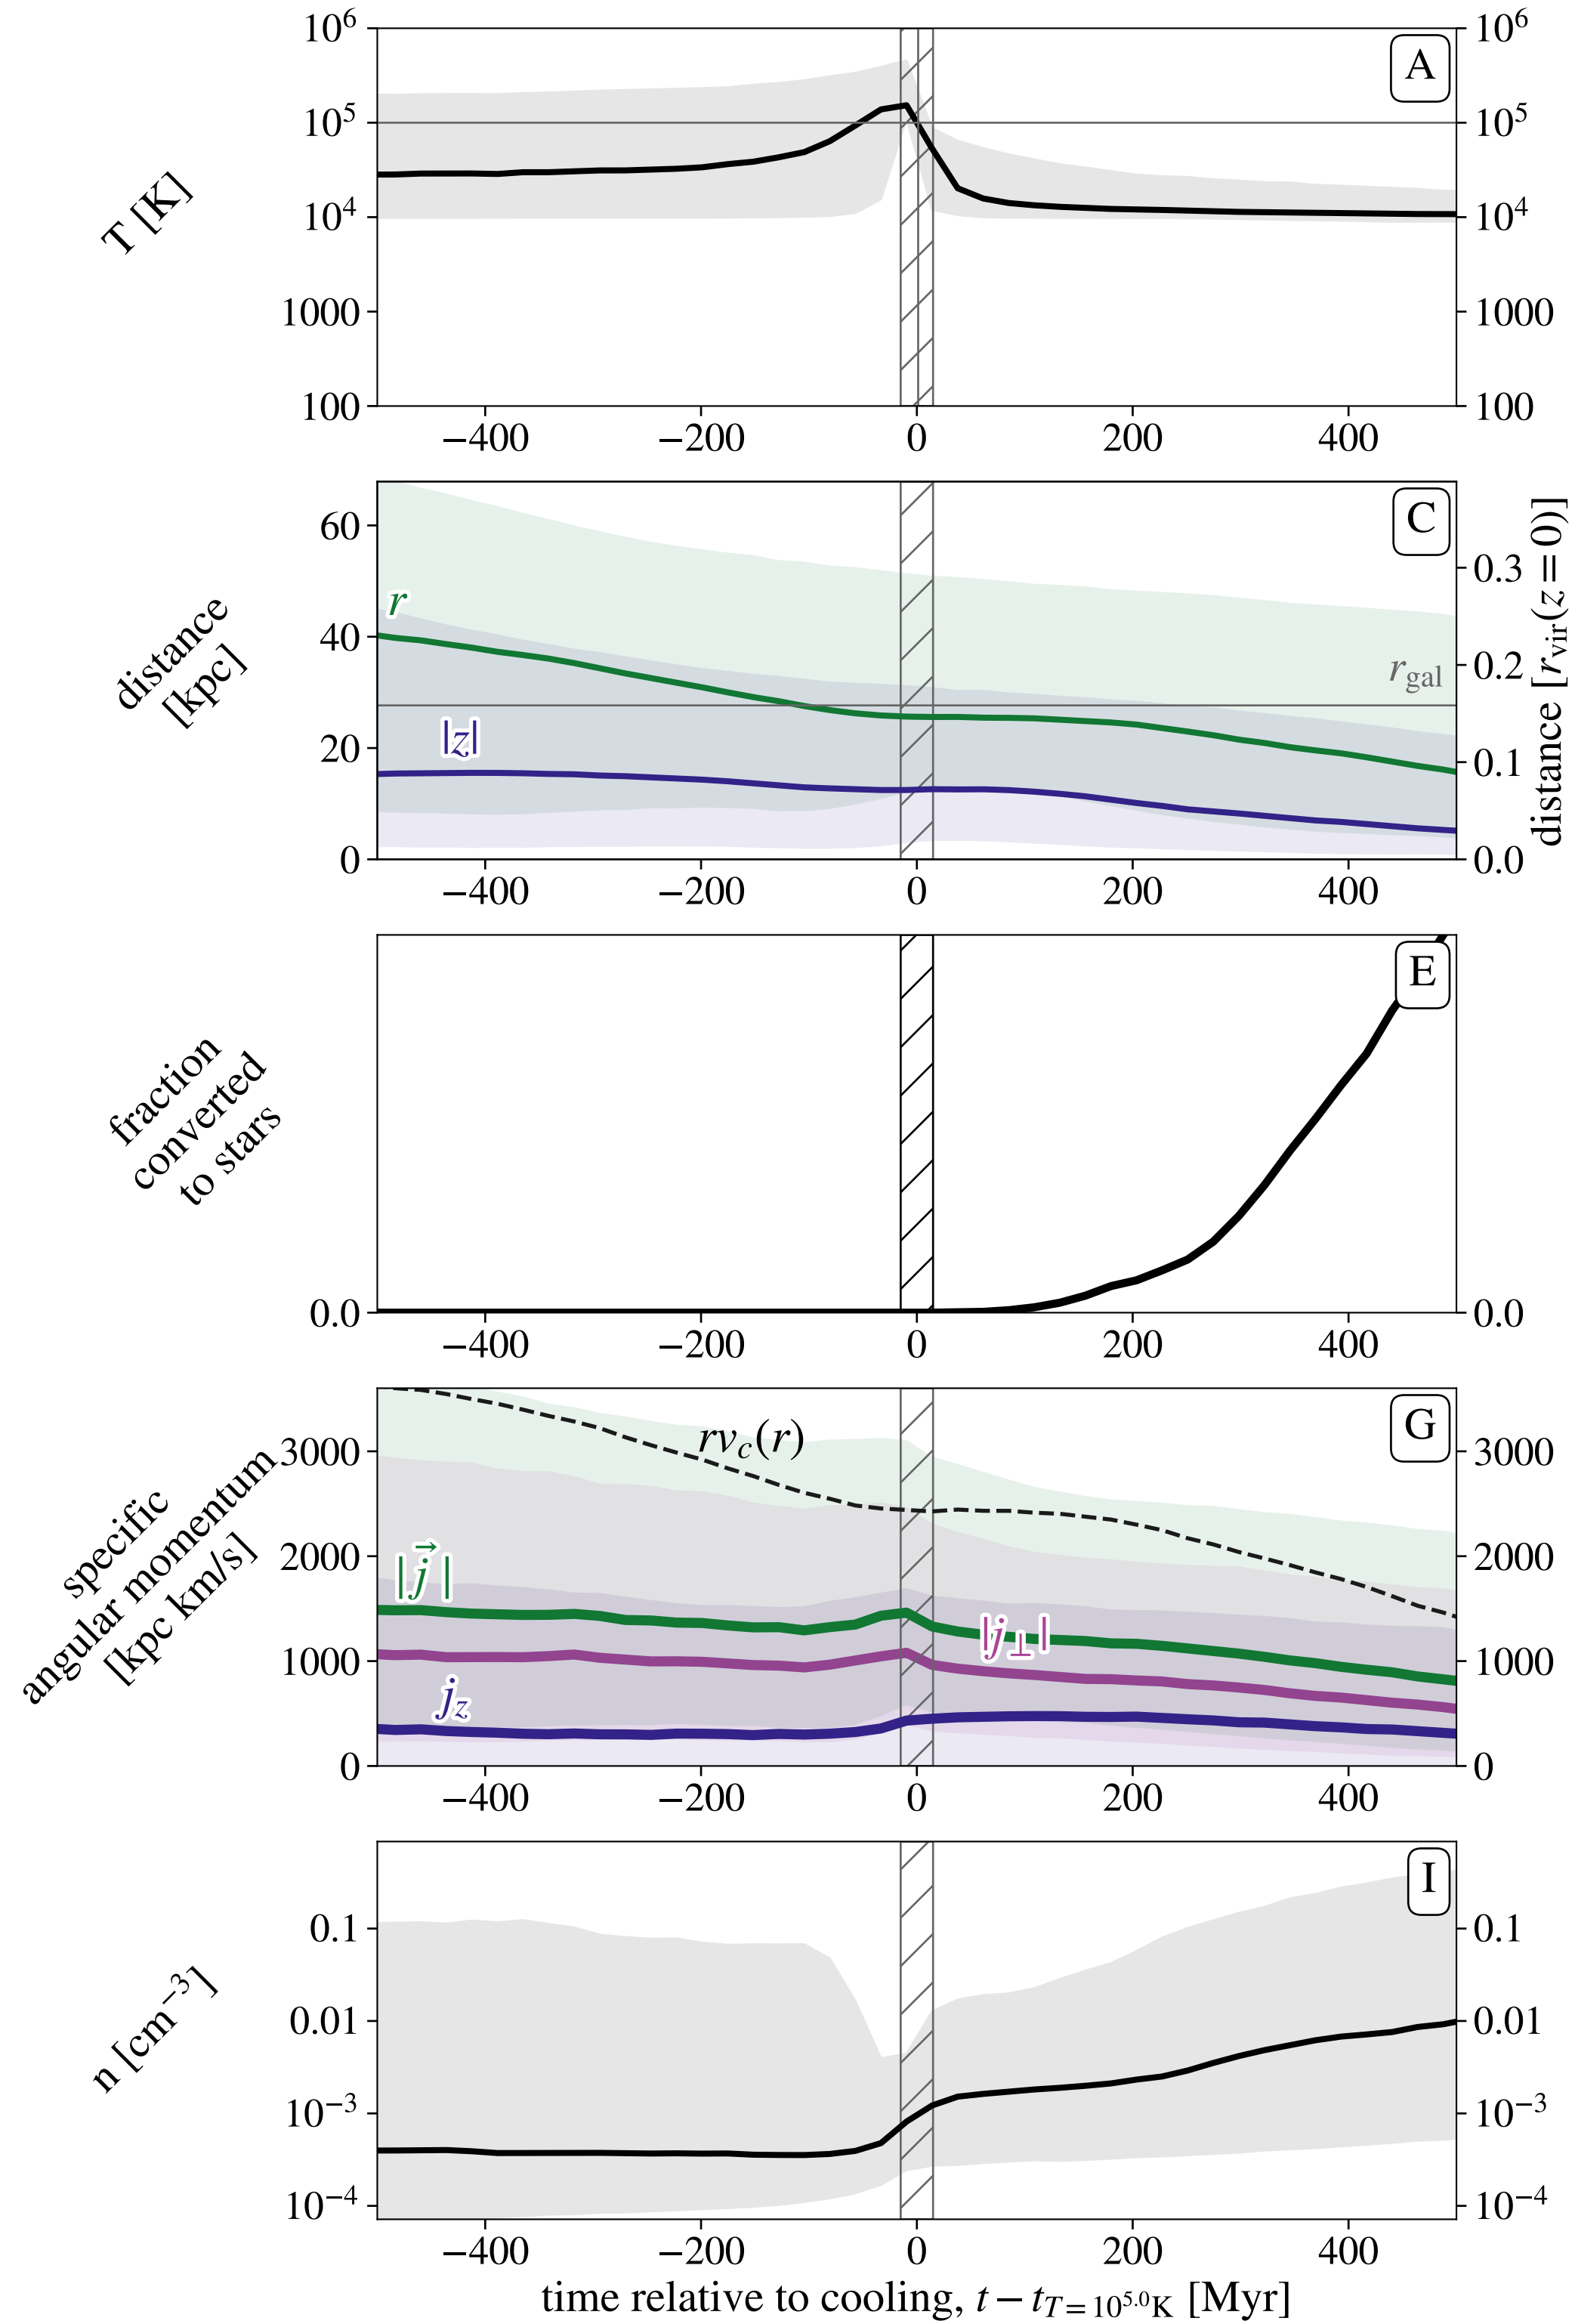 A
T [K]
10^6
10^5
10^4
1000
100
10^6
10^5
10^4
1000
100
−400 −200 0 200 400
C
distance
[kpc]
60
40
20
0
r
|z|
r_gal
0.3
0.2
0.1
0.0
distance [r_vir(z = 0)]
−400 −200 0 200 400
E
fraction
converted
to stars
0.0
0.0
−400 −200 0 200 400
G
specific
angular momentum
[kpc km/s]
3000
2000
1000
0
rv_c(r)
|j⃗|
|j_⊥|
j_z
3000
2000
1000
0
−400 −200 0 200 400
I
n [cm^−3]
0.1
0.01
10^−3
10^−4
0.1
0.01
10^−3
10^−4
−400 −200 0 200 400
time relative to cooling, t − t_T = 10^5.0 K [Myr]